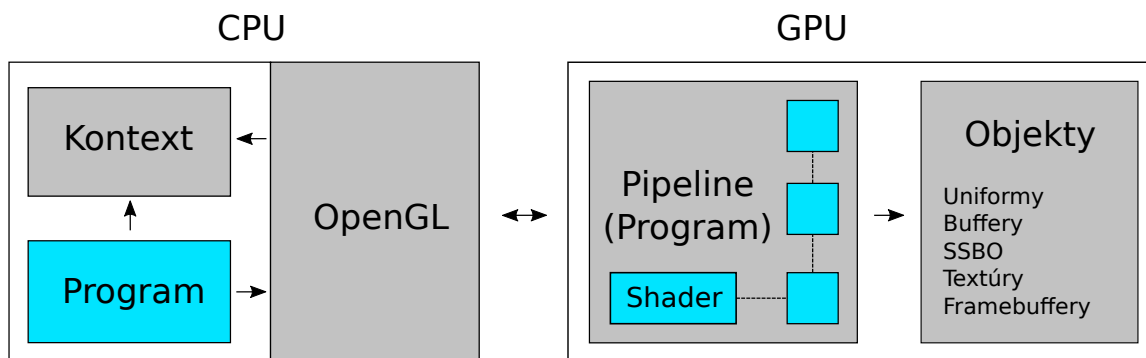 CPU
GPU
Kontext
Program
OpenGL
Pipeline
(Program)
Shader
Objekty
Uniformy
Buffery
SSBO
Textúry
Framebuffery